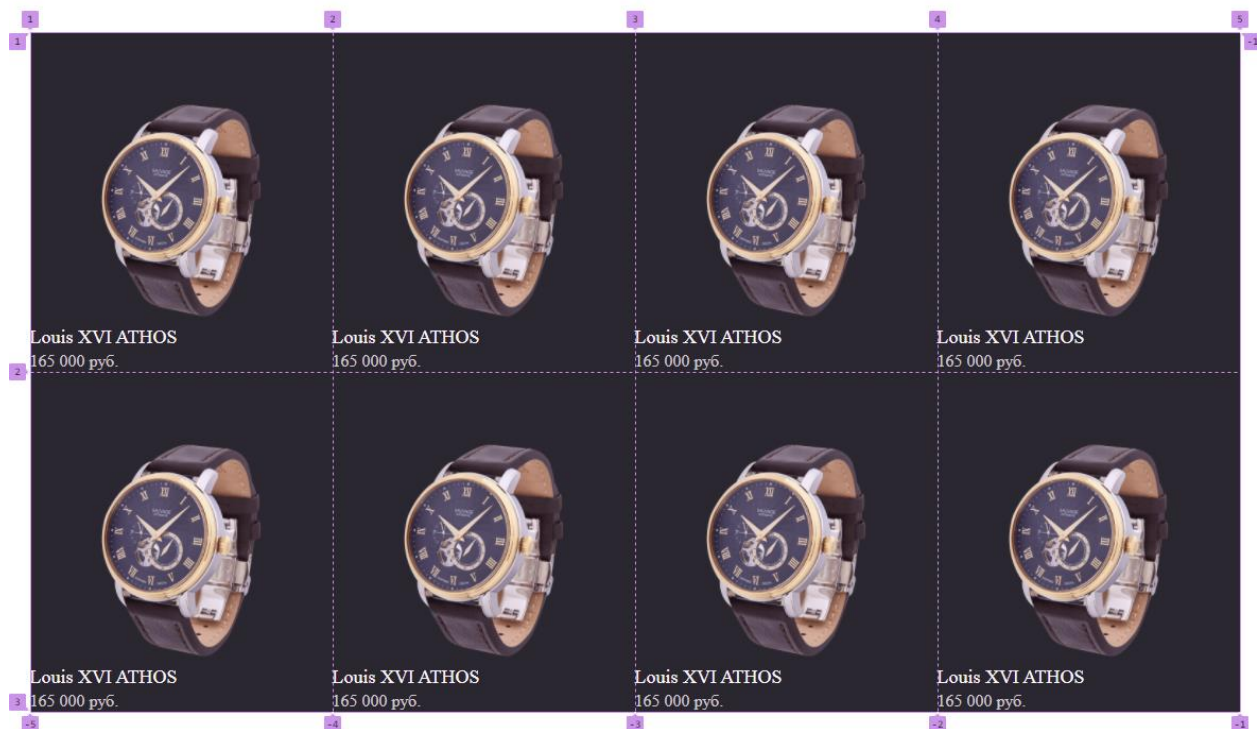 1 2 3 4 5
1 -1
Louis XVI ATHOS Louis XVI ATHOS Louis XVI ATHOS Louis XVI ATHOS
165 000 руб. 165 000 руб. 165 000 руб. 165 000 руб.
2
Louis XVI ATHOS Louis XVI ATHOS Louis XVI ATHOS Louis XVI ATHOS
165 000 руб. 165 000 руб. 165 000 руб. 165 000 руб.
3
-5 -4 -3 -2 -1